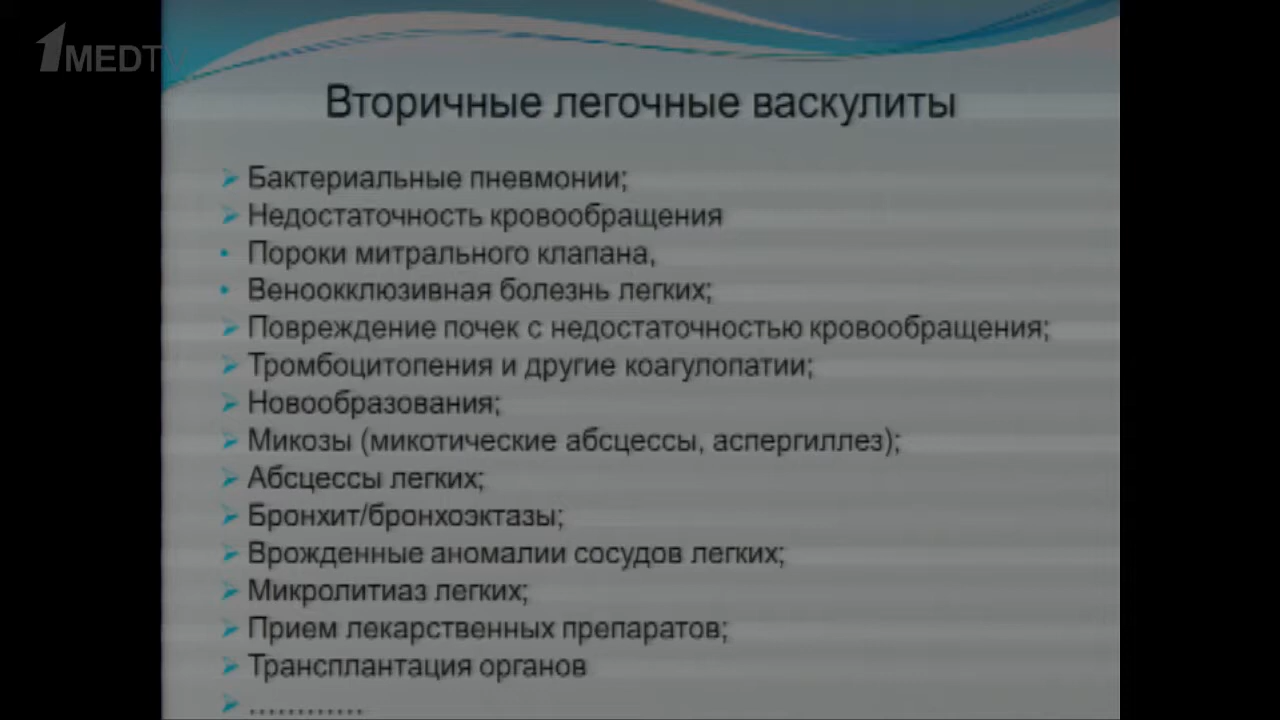 1MEDTV
Вторичные легочные васкулиты
Бактериальные пневмонии;
Недостаточность кровообращения
Пороки митрального клапана,
Веноокклюзивная болезнь легких;
Повреждение почек с недостаточностью кровообращения;
Тромбоцитопения и другие коагулопатии;
Новообразования;
Микозы (микотические абсцессы, аспергиллез);
Абсцессы легких;
Бронхит/бронхоэктазы;
Врожденные аномалии сосудов легких;
Микролитиаз легких;
Прием лекарственных препаратов;
Трансплантация органов
............